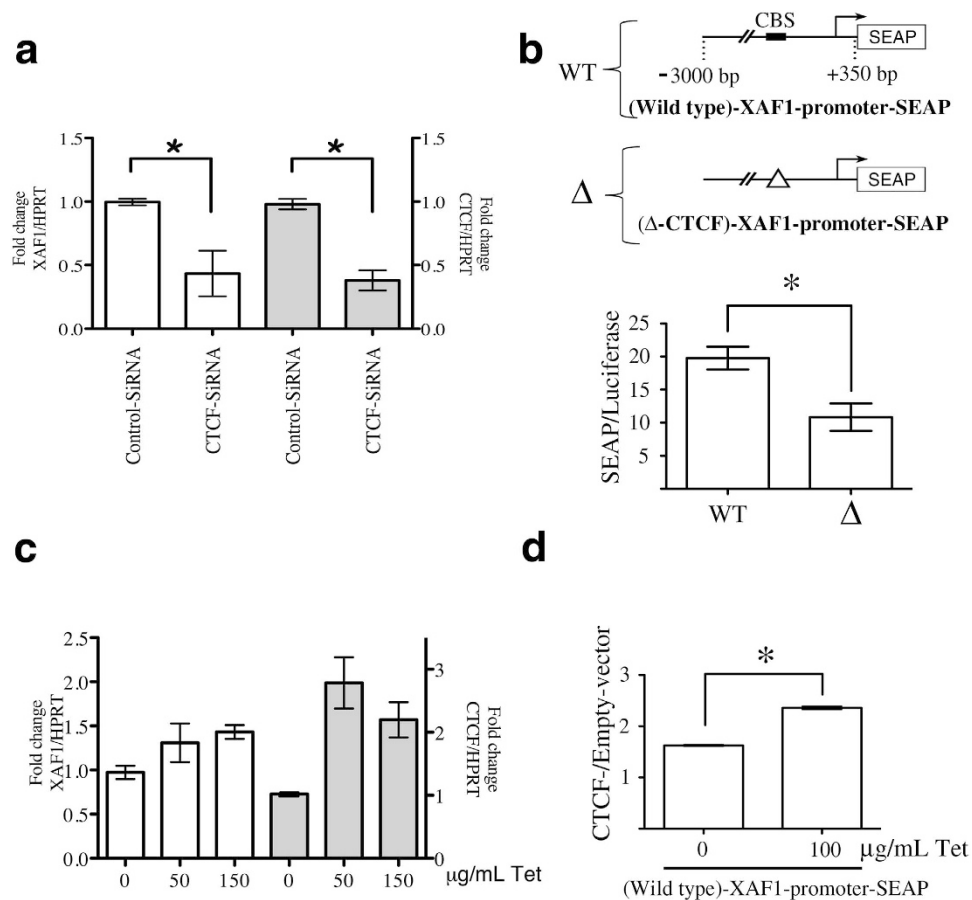 a
1.5
1.0
0.5
0.0
Fold change
XAF1/HPRT
1.5
1.0
0.5
0.0
Fold change
CTCF/HPRT
*
*
Control-SiRNA
CTCF-SiRNA
Control-SiRNA
CTCF-SiRNA
b
WT
CBS
SEAP
-3000 bp
+350 bp
(Wild type)-XAF1-promoter-SEAP
Δ
SEAP
(Δ-CTCF)-XAF1-promoter-SEAP
*
SEAP/Luciferase
25
20
15
10
5
WT
Δ
c
Fold change
XAF1/HPRT
2.5
2.0
1.5
1.0
0.5
0.0
3
2
1
0
Fold change
CTCF/HPRT
0 50 150 0 50 150 µg/mL Tet
d
*
CTCF-/Empty-vector
3
2
1
0 100 µg/mL Tet
(Wild type)-XAF1-promoter-SEAP